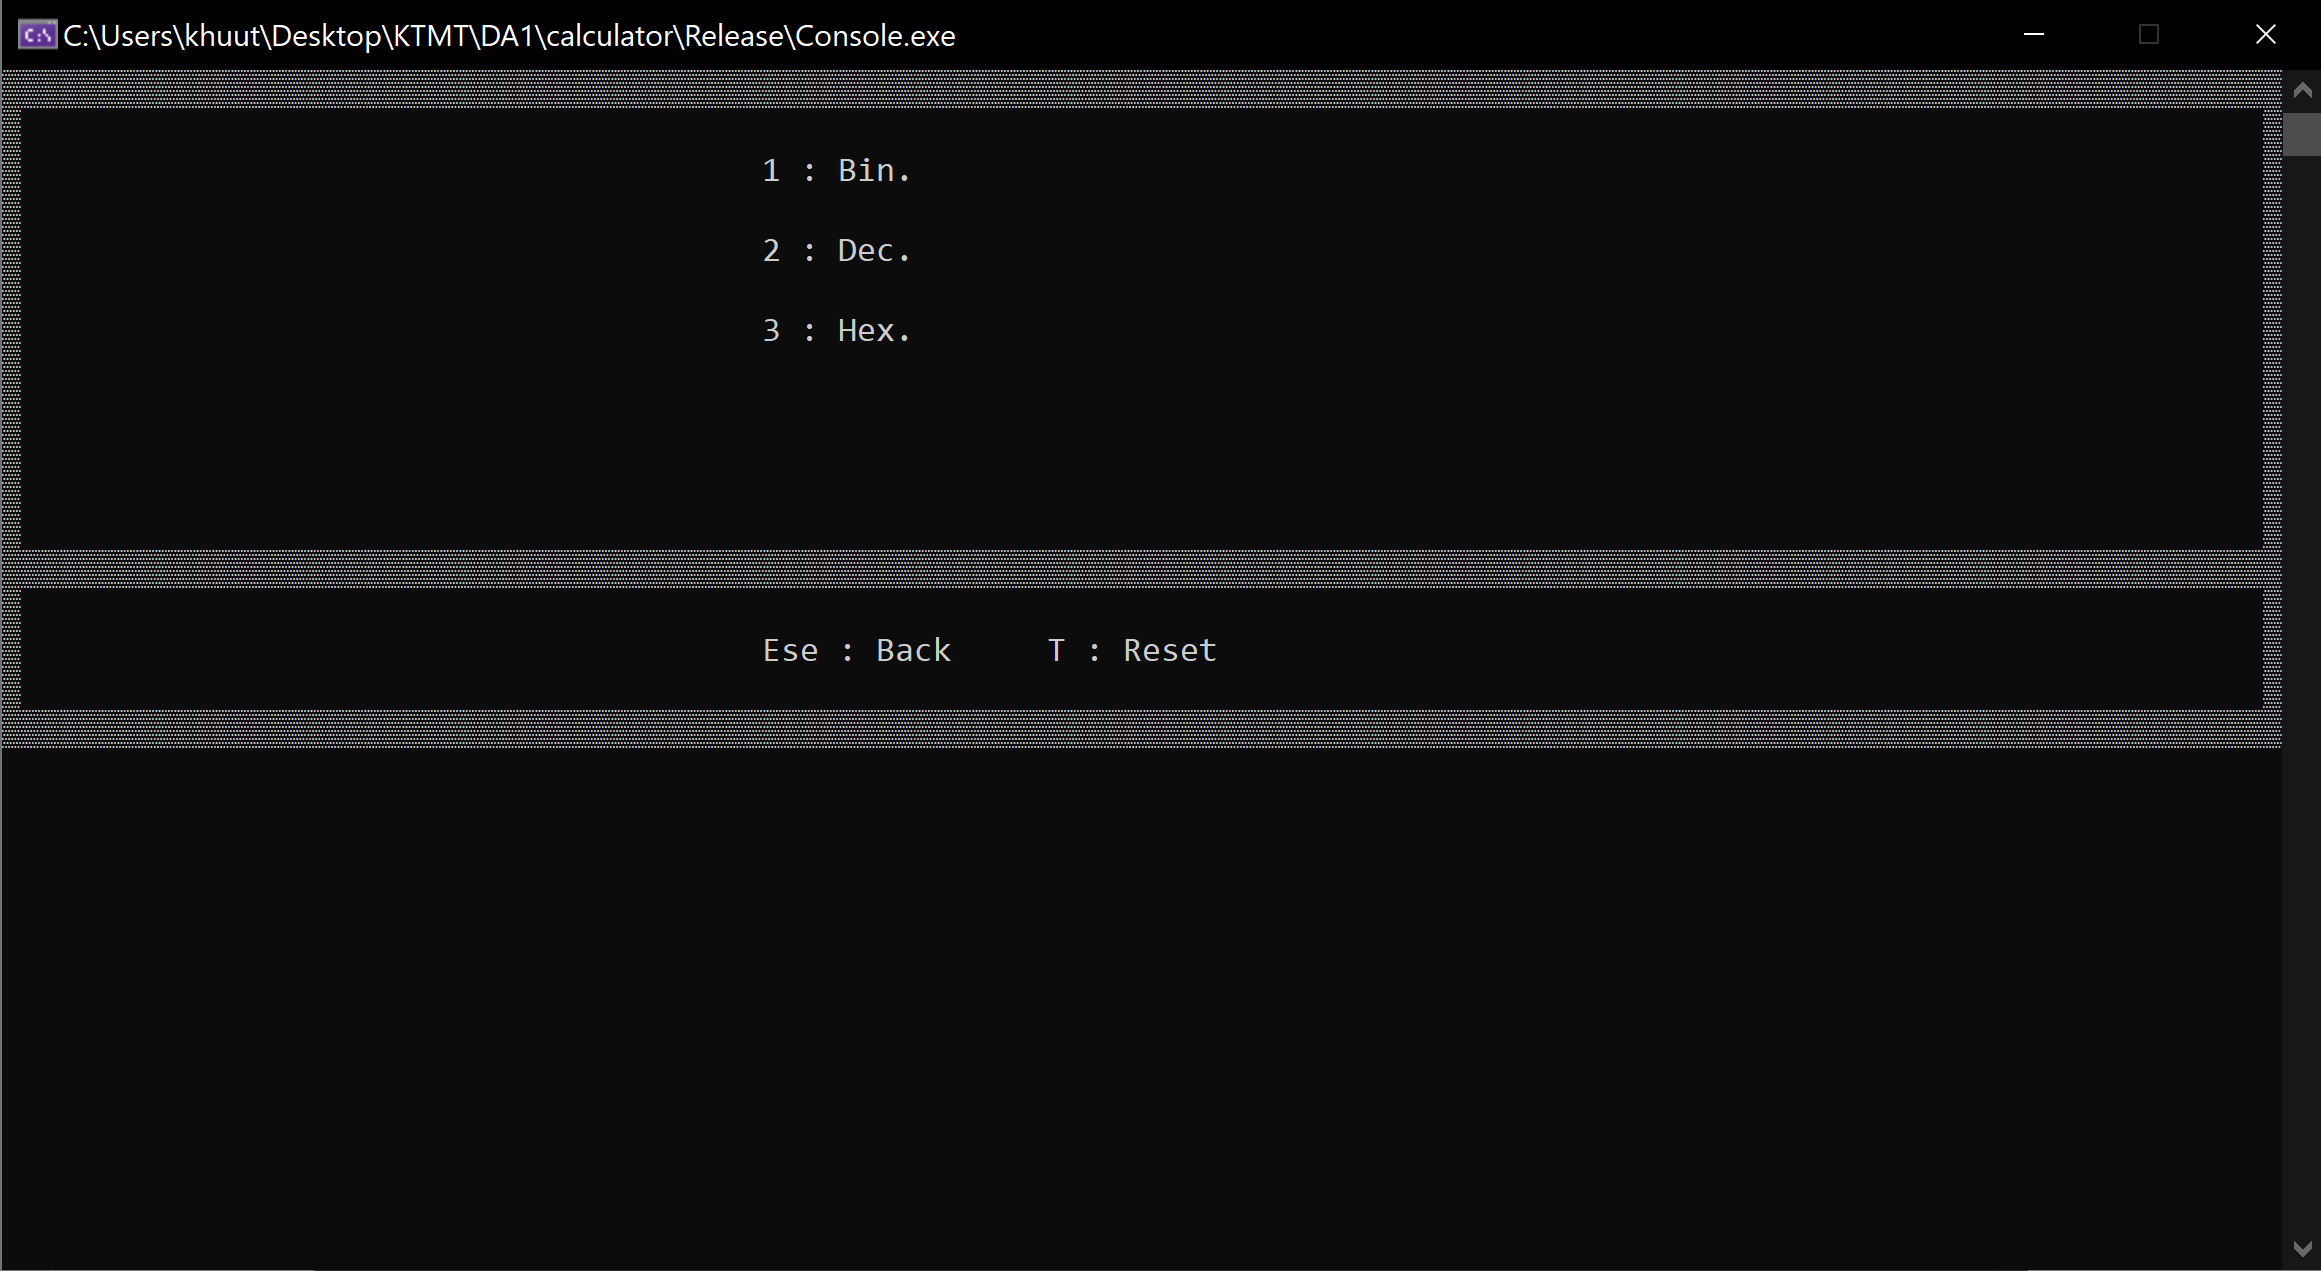 C:\Users\khuut\Desktop\KTMT\DA1\calculator\Release\Console.exe
1 : Bin.
2 : Dec.
3 : Hex.
Ese : Back     T : Reset